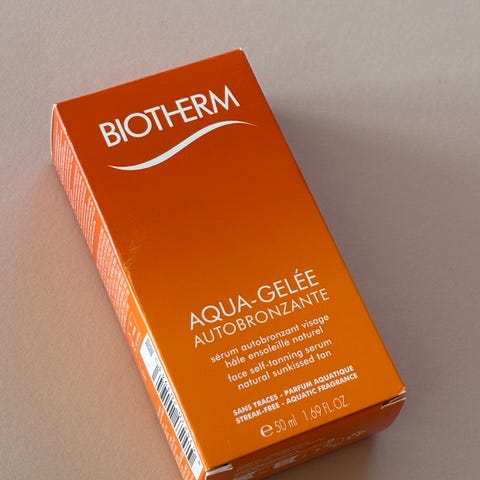 BIOTHERM
AQUA-GELÉE
AUTOBRONZANTE
sérum autobronzant visage
hâle ensoleillé naturel
face self-tanning serum
natural sunkissed tan
SANS TRACES - PARFUM AQUATIQUE
STREAK-FREE - AQUATIC FRAGRANCE
℮ 50 ml 1.69 FL.OZ.